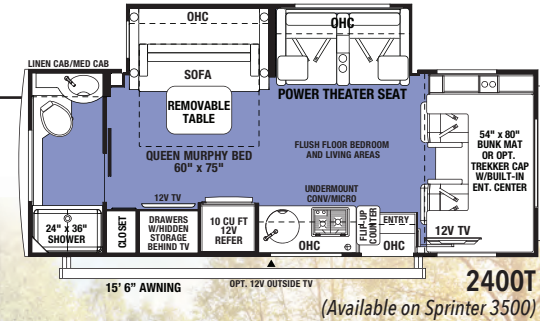 OHC
OHC
LINEN CAB/MED CAB
SOFA
POWER THEATER SEAT
REMOVABLE
TABLE
QUEEN MURPHY BED
60" x 75"
FLUSH FLOOR BEDROOM
AND LIVING AREAS
54" x 80"
BUNK MAT
OR OPT.
TREKKER CAP
W/BUILT-IN
ENT. CENTER
12V TV
UNDERMOUNT
CONV/MICRO
24" x 36"
SHOWER
CLOSET
DRAWERS
W/HIDDEN
STORAGE
BEHIND TV
10 CU FT
12V
REFER
OHC
FLIP-UP
COUNTER
ENTRY
OHC
12V TV
15' 6" AWNING
OPT. 12V OUTSIDE TV
2400T
(Available on Sprinter 3500)